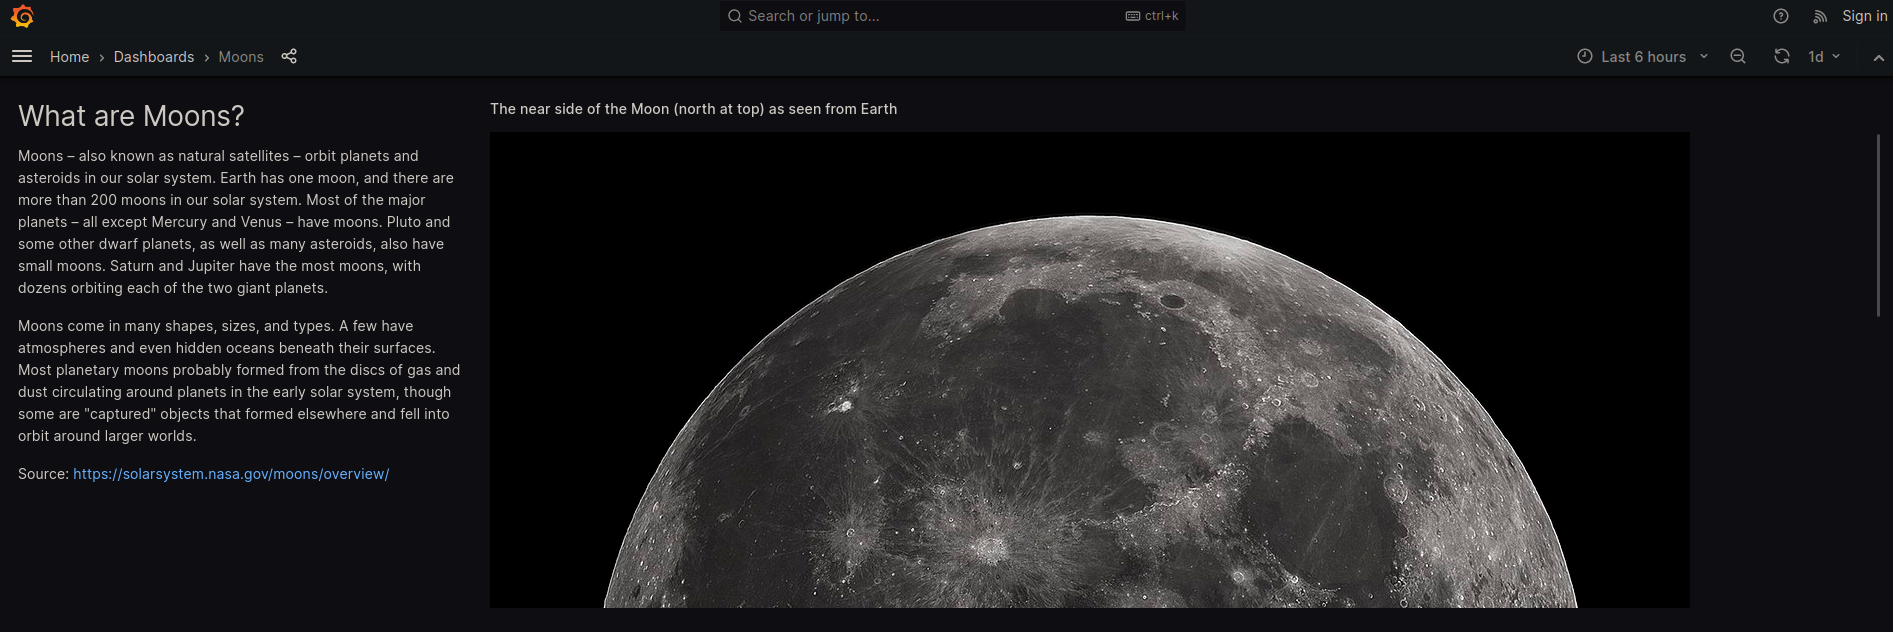 Search or jump to...
ctrl+k
Sign in
Home › Dashboards › Moons
Last 6 hours
1d
What are Moons?
Moons – also known as natural satellites – orbit planets and
asteroids in our solar system. Earth has one moon, and there are
more than 200 moons in our solar system. Most of the major
planets – all except Mercury and Venus – have moons. Pluto and
some other dwarf planets, as well as many asteroids, also have
small moons. Saturn and Jupiter have the most moons, with
dozens orbiting each of the two giant planets.
Moons come in many shapes, sizes, and types. A few have
atmospheres and even hidden oceans beneath their surfaces.
Most planetary moons probably formed from the discs of gas and
dust circulating around planets in the early solar system, though
some are "captured" objects that formed elsewhere and fell into
orbit around larger worlds.
Source: https://solarsystem.nasa.gov/moons/overview/
The near side of the Moon (north at top) as seen from Earth